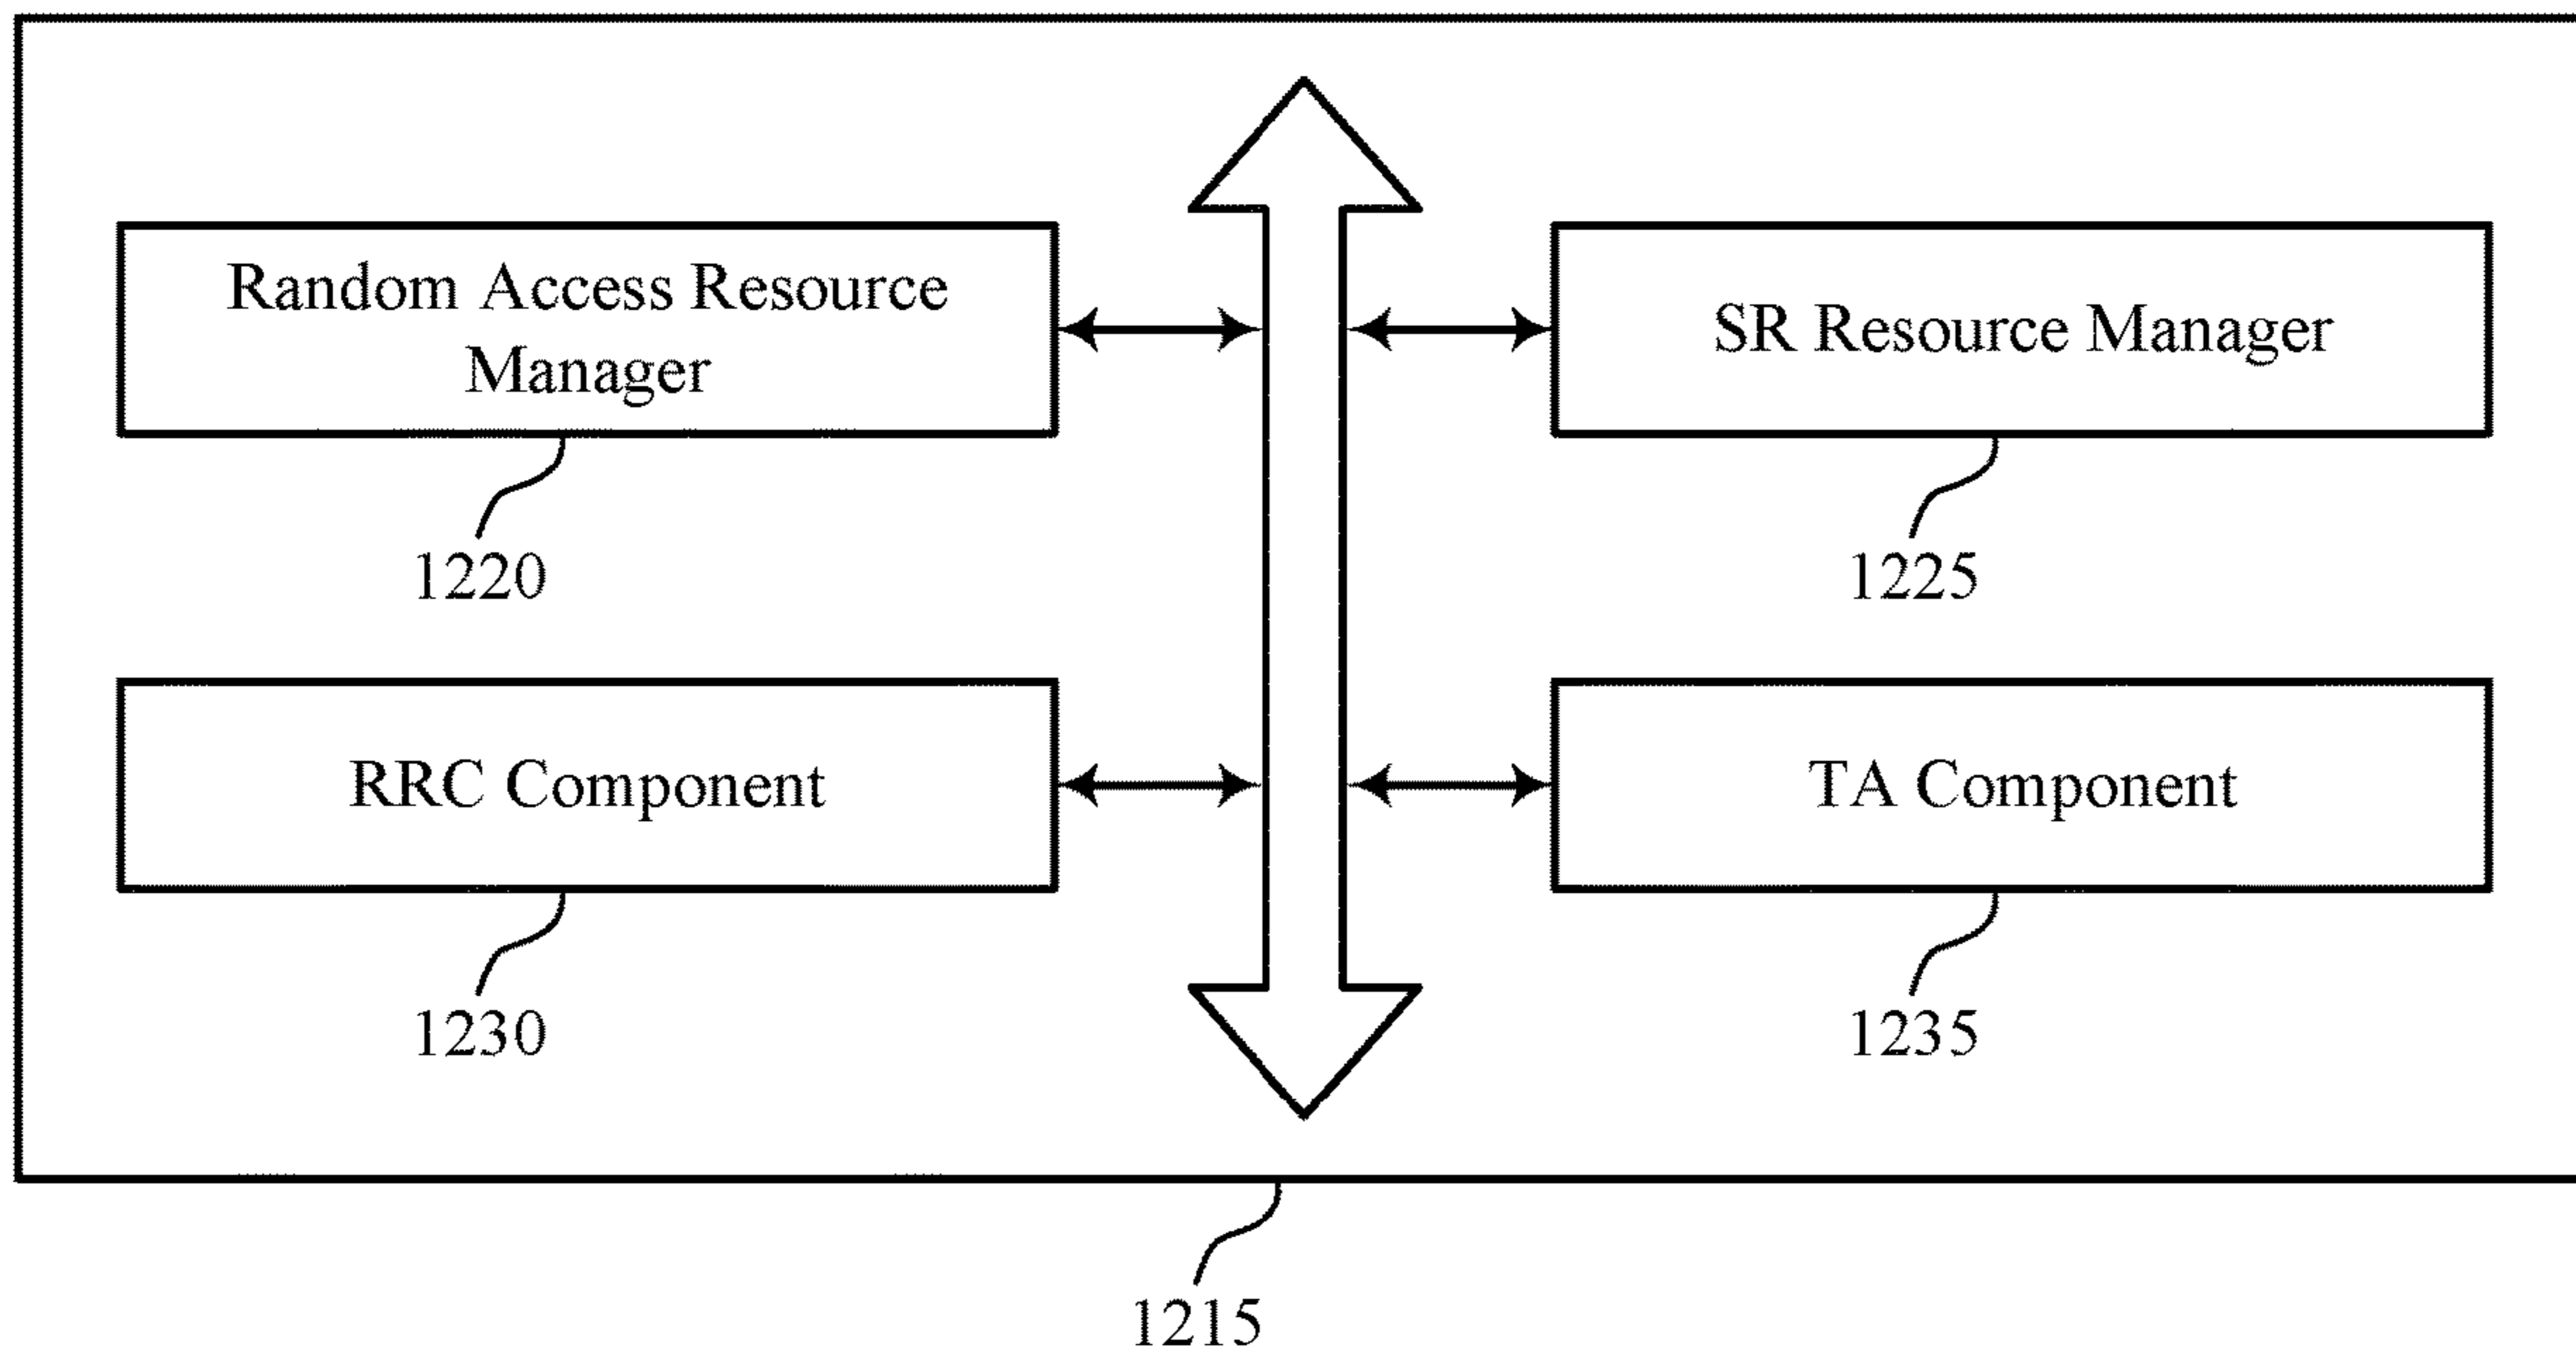 Random Access Resource
Manager
SR Resource Manager
1220
1225
RRC Component
TA Component
1230
1235
1215